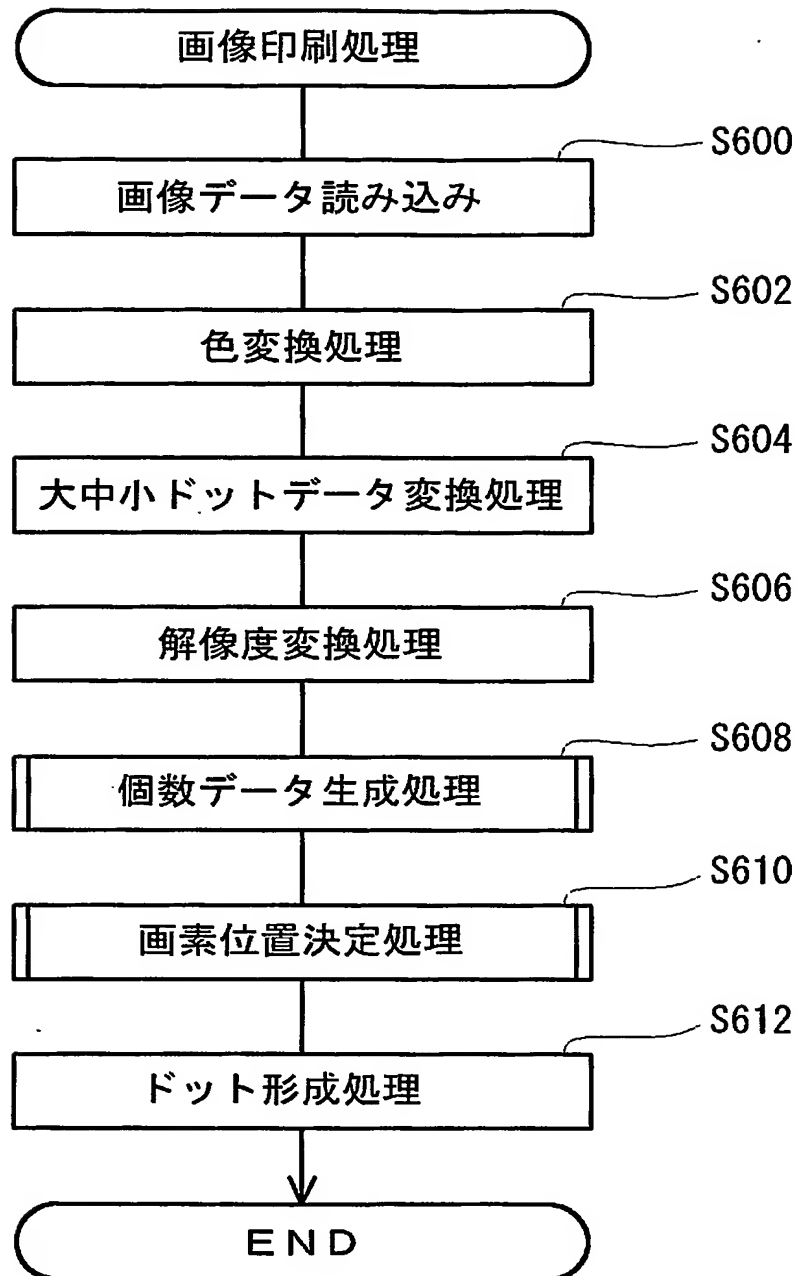 画像印刷処理
S600
画像データ読み込み
S602
色変換処理
S604
大中小ドットデータ変換処理
S606
解像度変換処理
S608
個数データ生成処理
S610
画素位置決定処理
S612
ドット形成処理
END